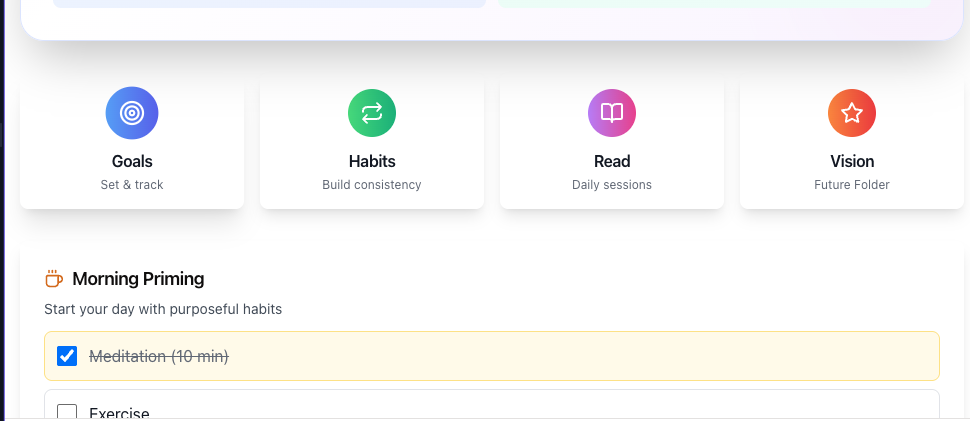 Goals
Set & track
Habits
Build consistency
Read
Daily sessions
Vision
Future Folder
Morning Priming
Start your day with purposeful habits
Meditation (10 min)
Exercise